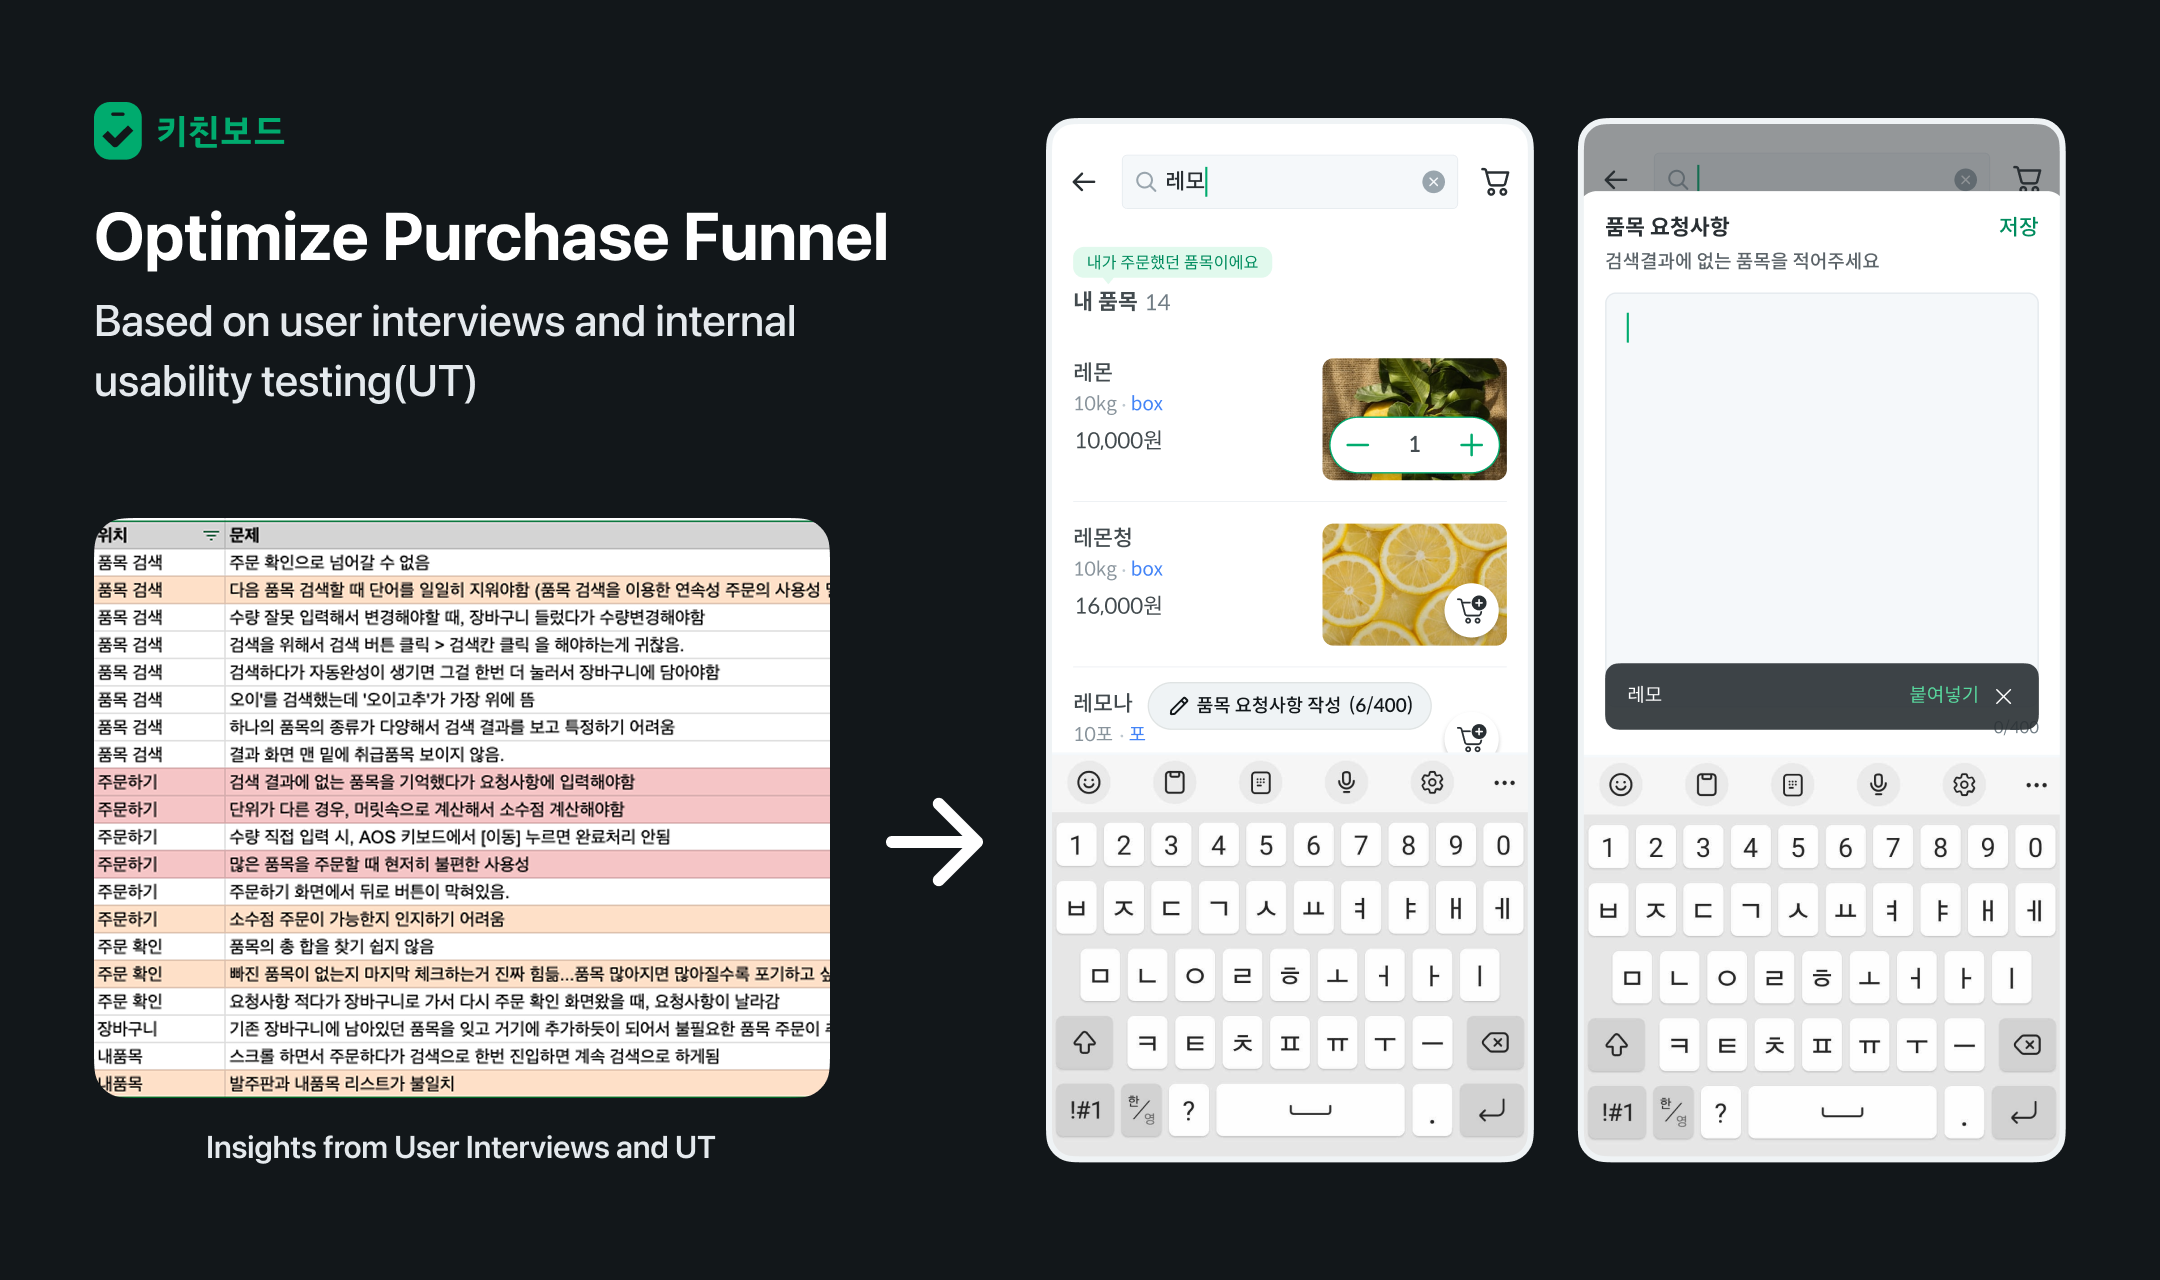 키친보드
Optimize Purchase Funnel
Based on user interviews and internal
usability testing(UT)
위치 문제
품목 검색 주문 확인으로 넘어갈 수 없음
품목 검색 다음 품목 검색할 때 단어를 일일히 지워야함 (품목 검색을 이용한 연속성 주문의 사용성
품목 검색 수량 잘못 입력해서 변경해야할 때, 장바구니 들렀다가 수량변경해야함
품목 검색 검색을 위해서 검색 버튼 클릭 > 검색칸 클릭 을 해야하는게 귀찮음.
품목 검색 검색하다가 자동완성이 생기면 그걸 한번 더 눌러서 장바구니에 담아야함
품목 검색 오이'를 검색했는데 '오이고추'가 가장 위에 뜸
품목 검색 하나의 품목의 종류가 다양해서 검색 결과를 보고 특정하기 어려움
품목 검색 결과 화면 맨 밑에 취급품목 보이지 않음.
주문하기 검색 결과에 없는 품목을 기억했다가 요청사항에 입력해야함
주문하기 단위가 다른 경우, 머릿속으로 계산해서 소수점 계산해야함
주문하기 수량 직접 입력 시, AOS 키보드에서 [이동] 누르면 완료처리 안됨
주문하기 많은 품목을 주문할 때 현저히 불편한 사용성
주문하기 주문하기 화면에서 뒤로 버튼이 막혀있음.
주문하기 소수점 주문이 가능한지 인지하기 어려움
주문 확인 품목의 총 합을 찾기 쉽지 않음
주문 확인 빠진 품목이 없는지 마지막 체크하는거 진짜 힘듦...품목 많아지면 많아질수록 포기하고
주문 확인 요청사항 적다가 장바구니로 가서 다시 주문 확인 화면왔을 때, 요청사항이 날라감
장바구니 기존 장바구니에 남아있던 품목을 잊고 거기에 추가하듯이 되어서 불필요한 품목 주문이
내품목 스크롤 하면서 주문하다가 검색으로 한번 진입하면 계속 검색으로 하게됨
내품목 발주판과 내품목 리스트가 불일치
Insights from User Interviews and UT
레모
내가 주문했던 품목이에요
내 품목 14
레몬
10kg · box
10,000원
1
레몬청
10kg · box
16,000원
레모나
10포 · 포
품목 요청사항 작성 (6/400)
1 2 3 4 5 6 7 8 9 0
ㅂ ㅈ ㄷ ㄱ ㅅ ㅛ ㅕ ㅑ ㅐ ㅔ
ㅁ ㄴ ㅇ ㄹ ㅎ ㅗ ㅓ ㅏ ㅣ
ㅋ ㅌ ㅊ ㅍ ㅠ ㅜ ㅡ
!#1 한/영 ? .
품목 요청사항 저장
검색결과에 없는 품목을 적어주세요
레모 붙여넣기
0/400
1 2 3 4 5 6 7 8 9 0
ㅂ ㅈ ㄷ ㄱ ㅅ ㅛ ㅕ ㅑ ㅐ ㅔ
ㅁ ㄴ ㅇ ㄹ ㅎ ㅗ ㅓ ㅏ ㅣ
ㅋ ㅌ ㅊ ㅍ ㅠ ㅜ ㅡ
!#1 한/영 ? .